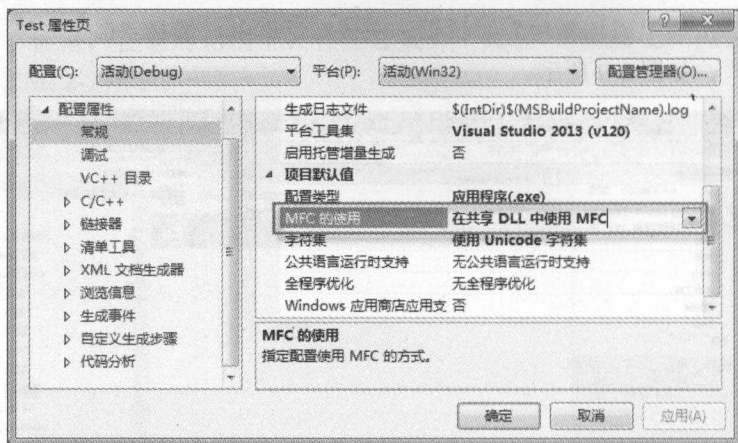 Test 属性页
配置(C): 活动(Debug) 平台(P): 活动(Win32) 配置管理器(O)...
配置属性
常规
调试
VC++ 目录
C/C++
链接器
清单工具
XML 文档生成器
浏览信息
生成事件
自定义生成步骤
代码分析
生成日志文件 $(IntDir)$(MSBuildProjectName).log
平台工具集 Visual Studio 2013 (v120)
启用托管增量生成 否
项目默认值
配置类型 应用程序(.exe)
MFC 的使用 在共享 DLL 中使用 MFC
字符集 使用 Unicode 字符集
公共语言运行时支持 无公共语言运行时支持
全程序优化 无全程序优化
Windows 应用商店应用支 否
MFC 的使用
指定配置使用 MFC 的方式。
确定 取消 应用(A)